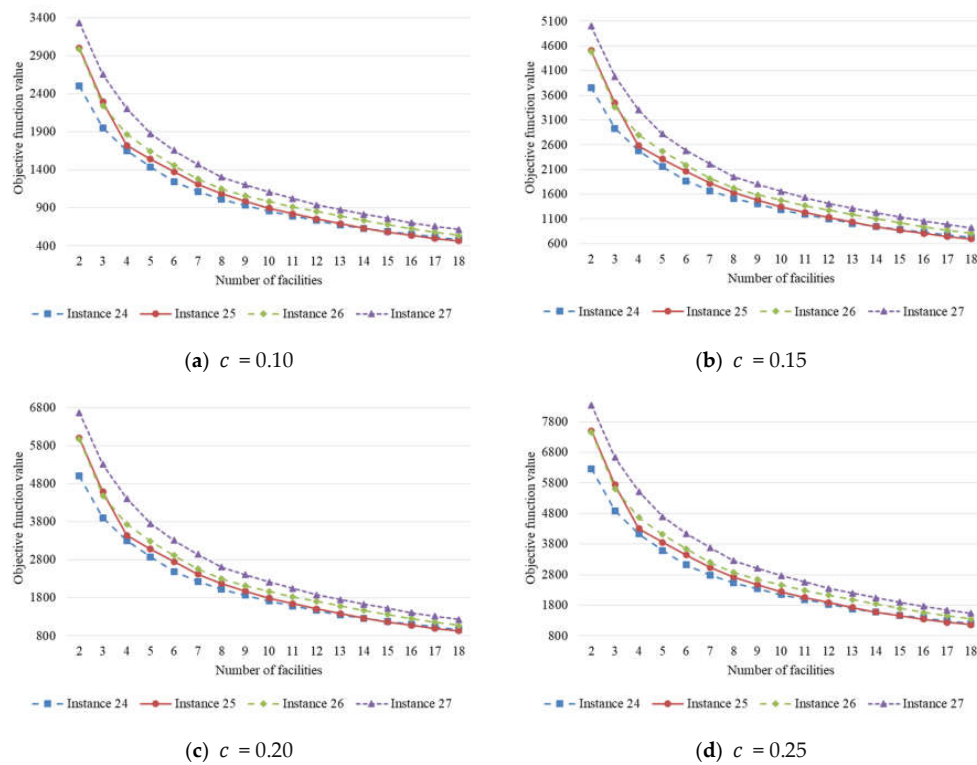 3400
2900
2400
1900
1400
900
400
Objective function value
2 3 4 5 6 7 8 9 10 11 12 13 14 15 16 17 18
Number of facilities
Instance 24 Instance 25 Instance 26 Instance 27
(a) c = 0.10
5100
4600
4100
3600
3100
2600
2100
1600
1100
600
Objective function value
2 3 4 5 6 7 8 9 10 11 12 13 14 15 16 17 18
Number of facilities
Instance 24 Instance 25 Instance 26 Instance 27
(b) c = 0.15
6800
5800
4800
3800
2800
1800
800
Objective function value
2 3 4 5 6 7 8 9 10 11 12 13 14 15 16 17 18
Number of facilities
Instance 24 Instance 25 Instance 26 Instance 27
(c) c = 0.20
7800
6800
5800
4800
3800
2800
1800
800
Objective function value
2 3 4 5 6 7 8 9 10 11 12 13 14 15 16 17 18
Number of facilities
Instance 24 Instance 25 Instance 26 Instance 27
(d) c = 0.25